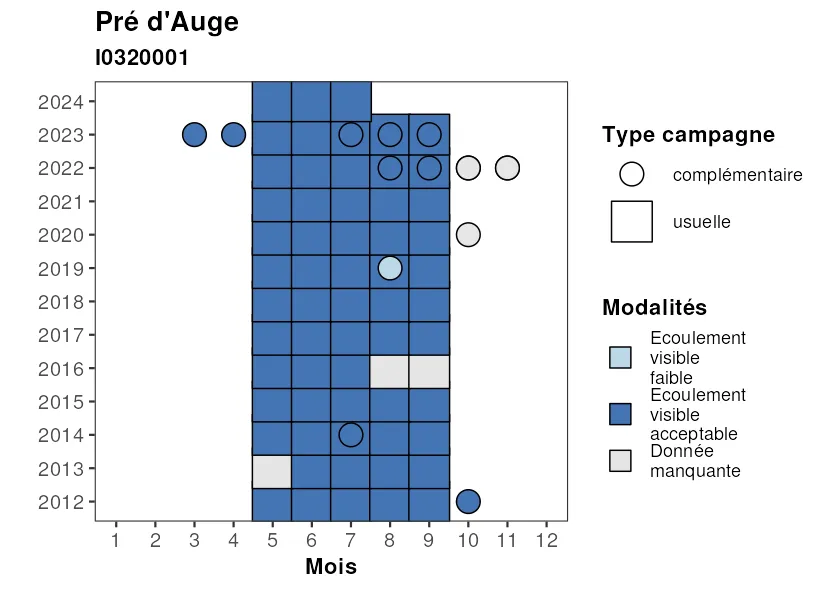 Pré d'Auge
I0320001
2024
2023
2022
2021
2020
2019
2018
2017
2016
2015
2014
2013
2012
1 2 3 4 5 6 7 8 9 10 11 12
Mois
Type campagne
complémentaire
usuelle
Modalités
Ecoulement
visible
faible
Ecoulement
visible
acceptable
Donnée
manquante